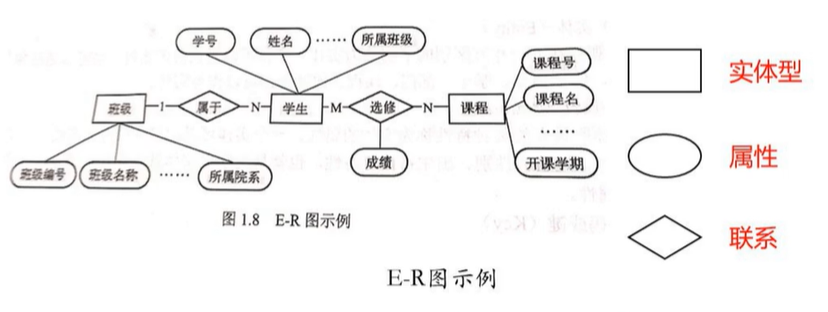 学号
姓名
……
所属班级
班级
1
属于
N
学生
M
选修
N
课程
课程号
课程名
……
开课学期
成绩
班级编号
班级名称
……
所属院系
图 1.8 E-R 图示例
E-R图示例
实体型
属性
联系